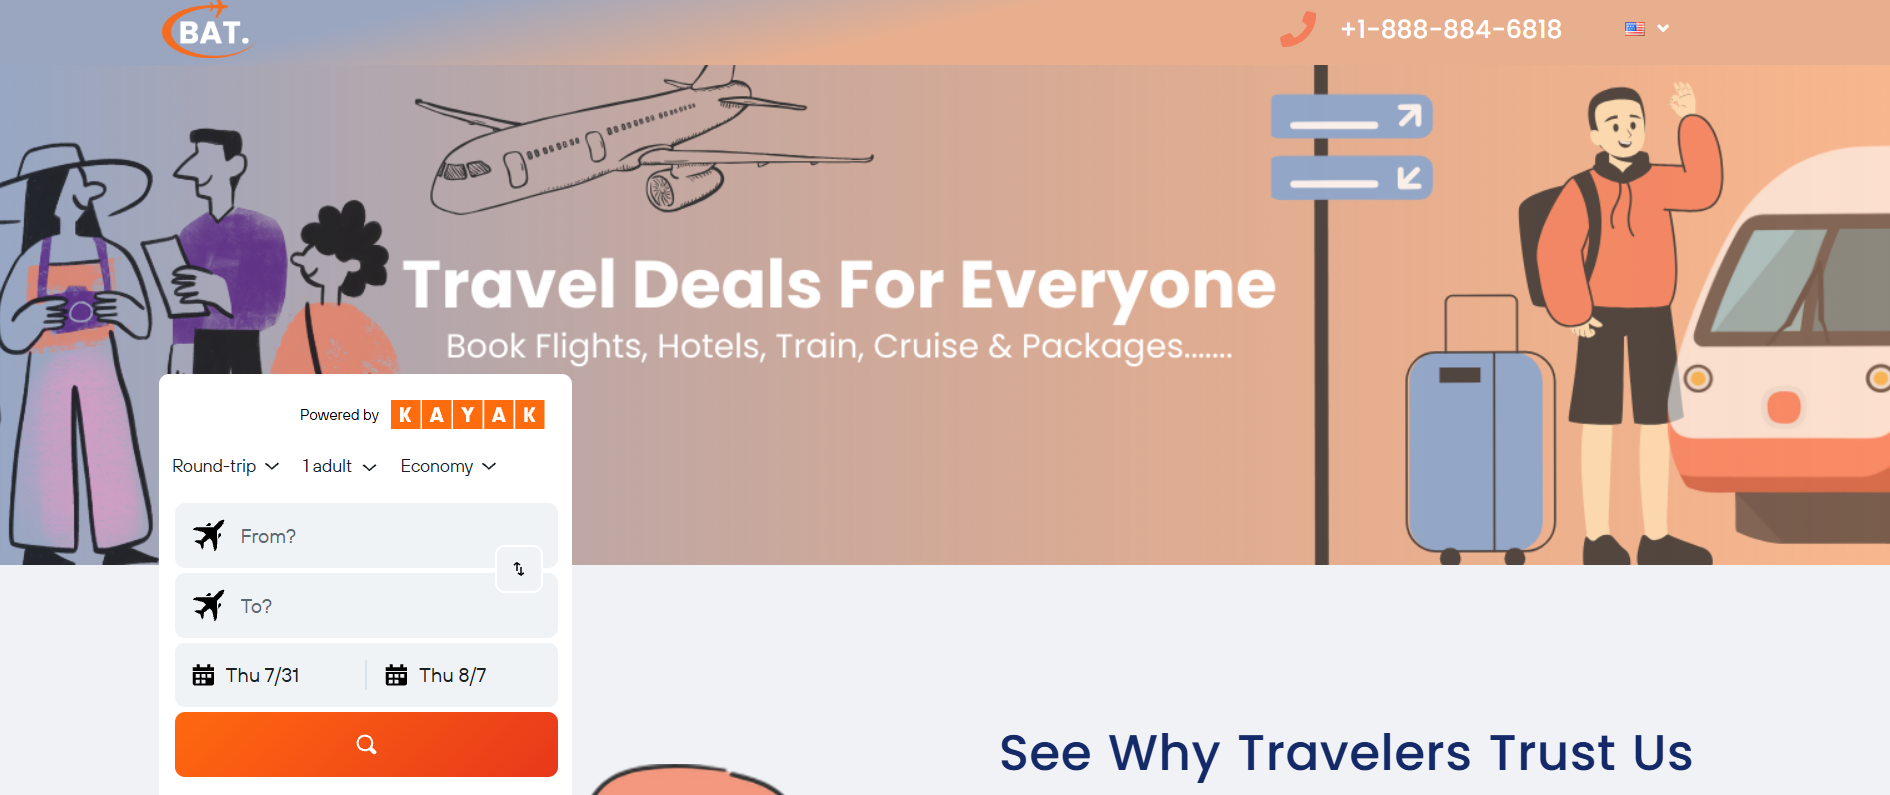 BAT.
+1-888-884-6818
Travel Deals For Everyone
Book Flights, Hotels, Train, Cruise & Packages.......
Powered by KAYAK
Round-trip 1 adult Economy
From?
To?
Thu 7/31 Thu 8/7
See Why Travelers Trust Us